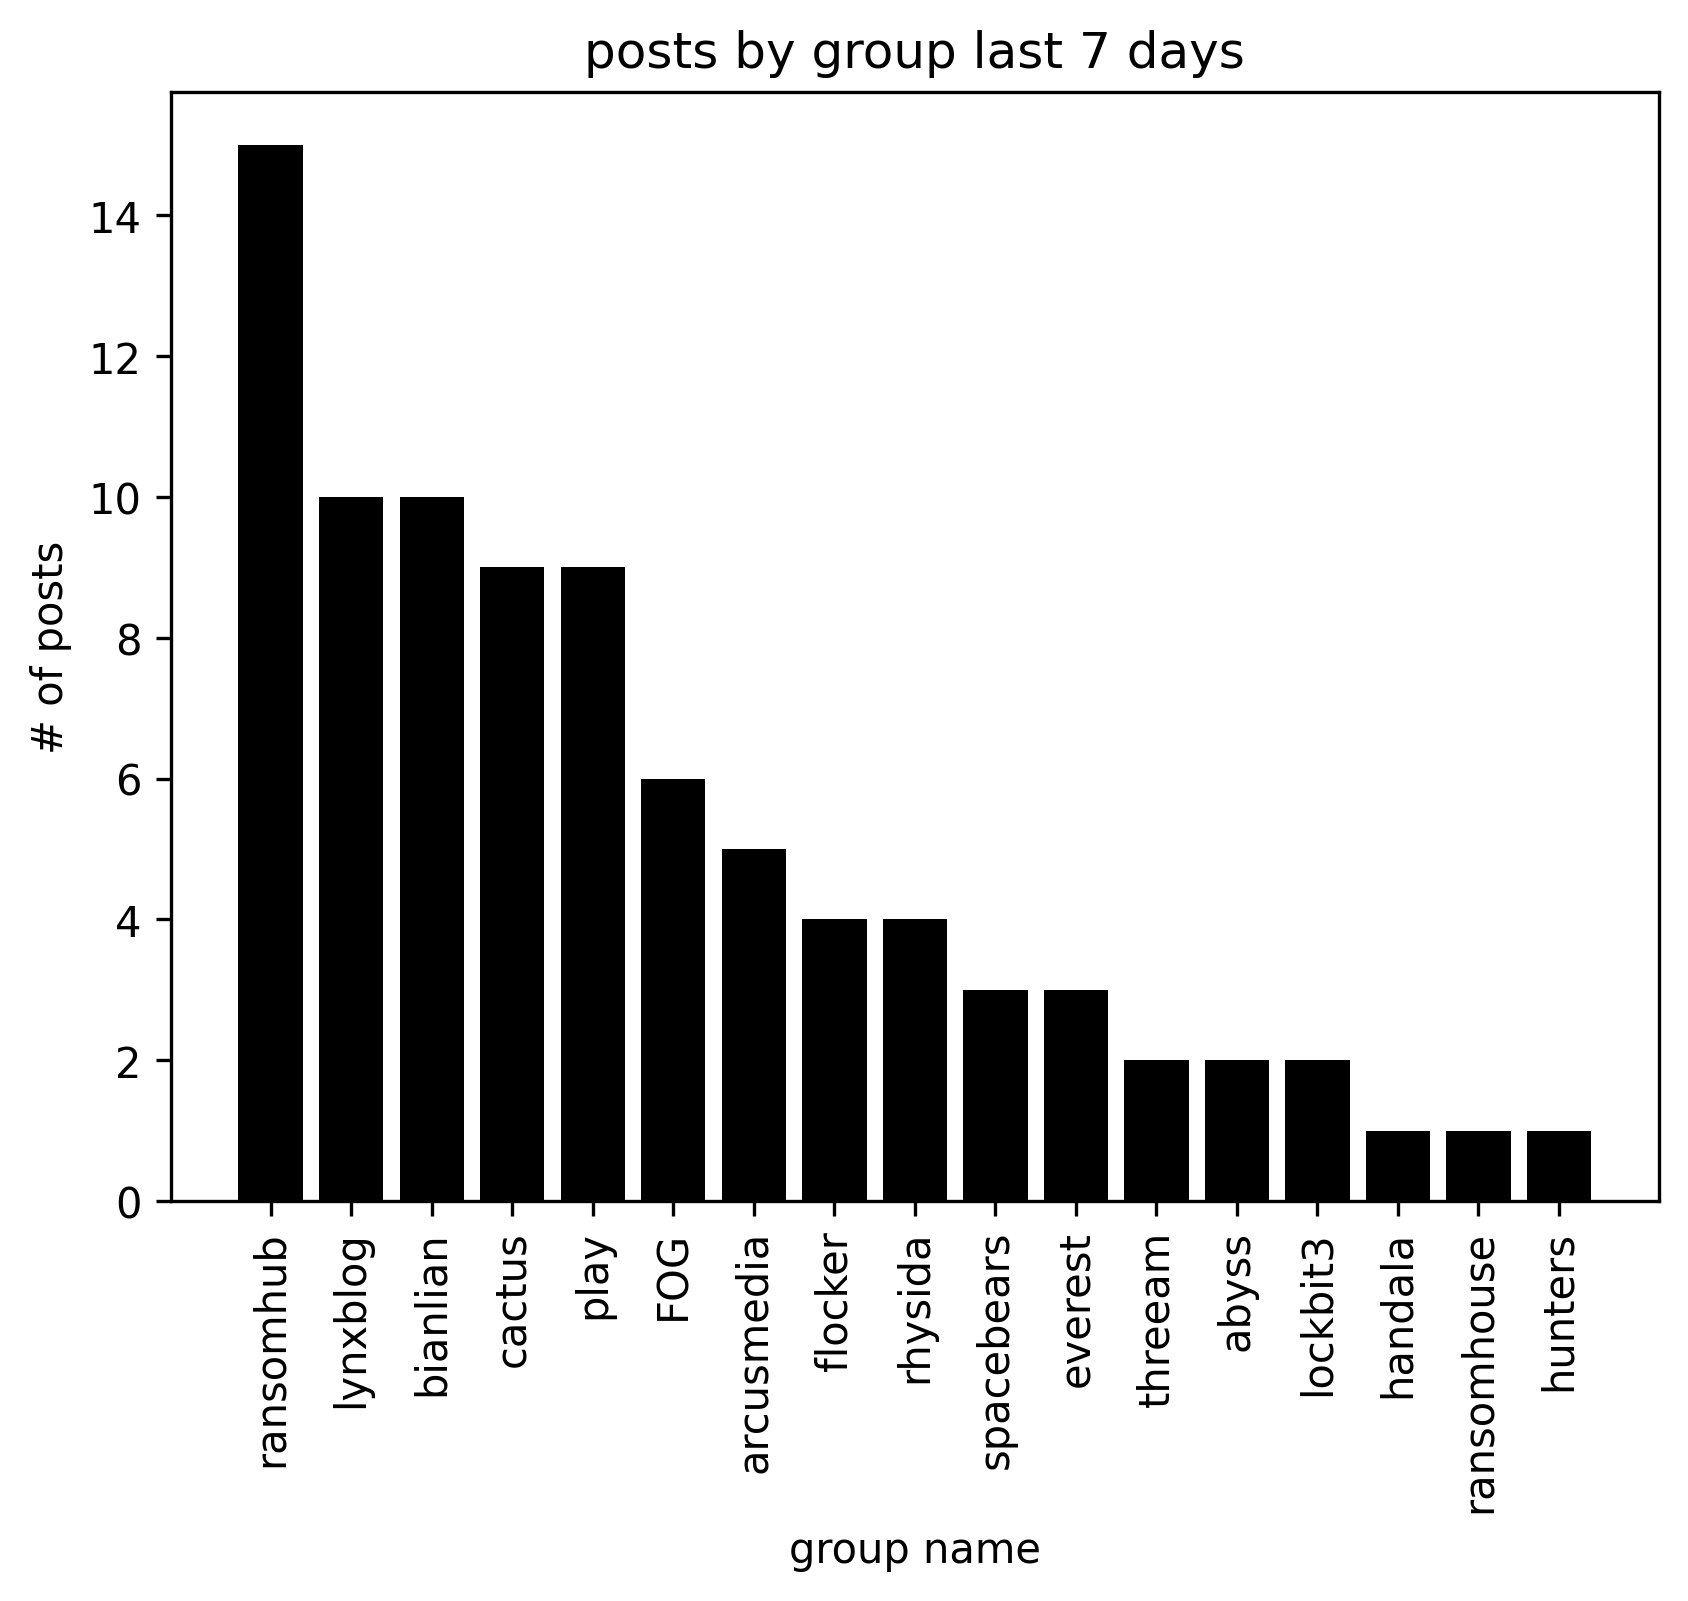 posts by group last 7 days
# of posts
14
12
10
8
6
4
2
0
ransomhub
lynxblog
bianlian
cactus
play
FOG
arcusmedia
flocker
rhysida
spacebears
everest
threeam
abyss
lockbit3
handala
ransomhouse
hunters
group name